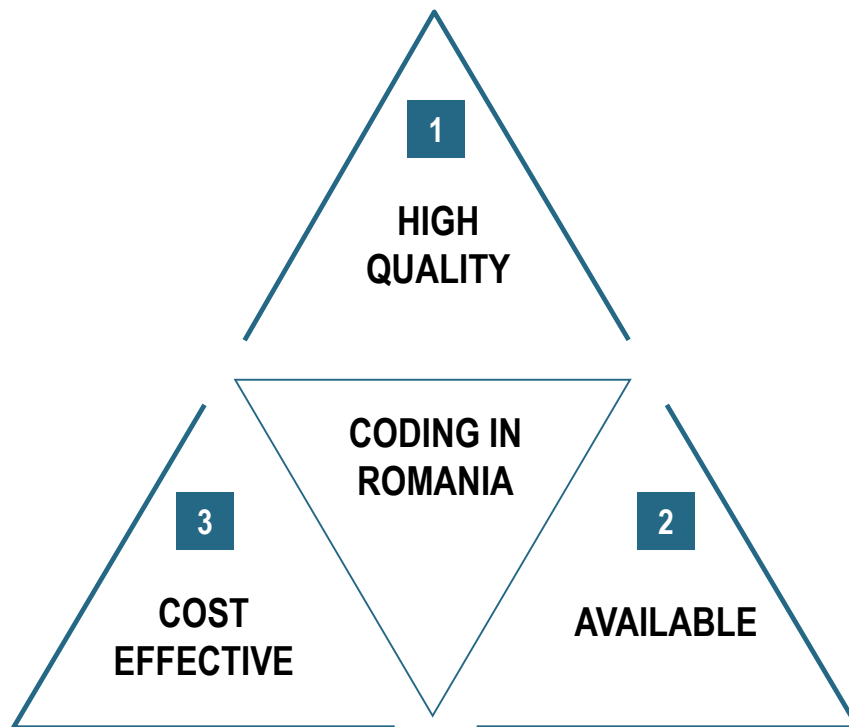 1
HIGH
QUALITY
CODING IN
ROMANIA
3
COST
EFFECTIVE
2
AVAILABLE